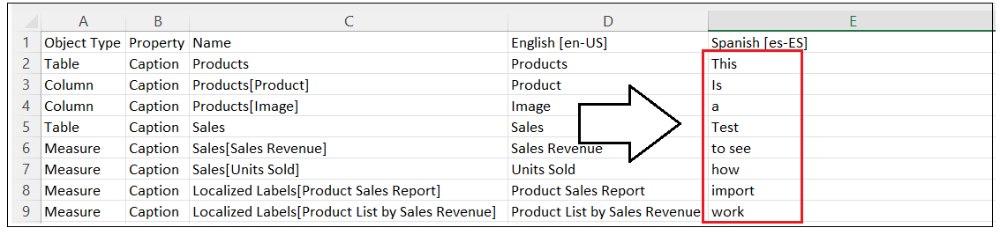 A B C D E
1 Object Type Property Name English [en-US] Spanish [es-ES]
2 Table Caption Products Products This
3 Column Caption Products[Product] Product Is
4 Column Caption Products[Image] Image a
5 Table Caption Sales Sales Test
6 Measure Caption Sales[Sales Revenue] Sales Revenue to see
7 Measure Caption Sales[Units Sold] Units Sold how
8 Measure Caption Localized Labels[Product Sales Report] Product Sales Report import
9 Measure Caption Localized Labels[Product List by Sales Revenue] Product List by Sales Revenue work